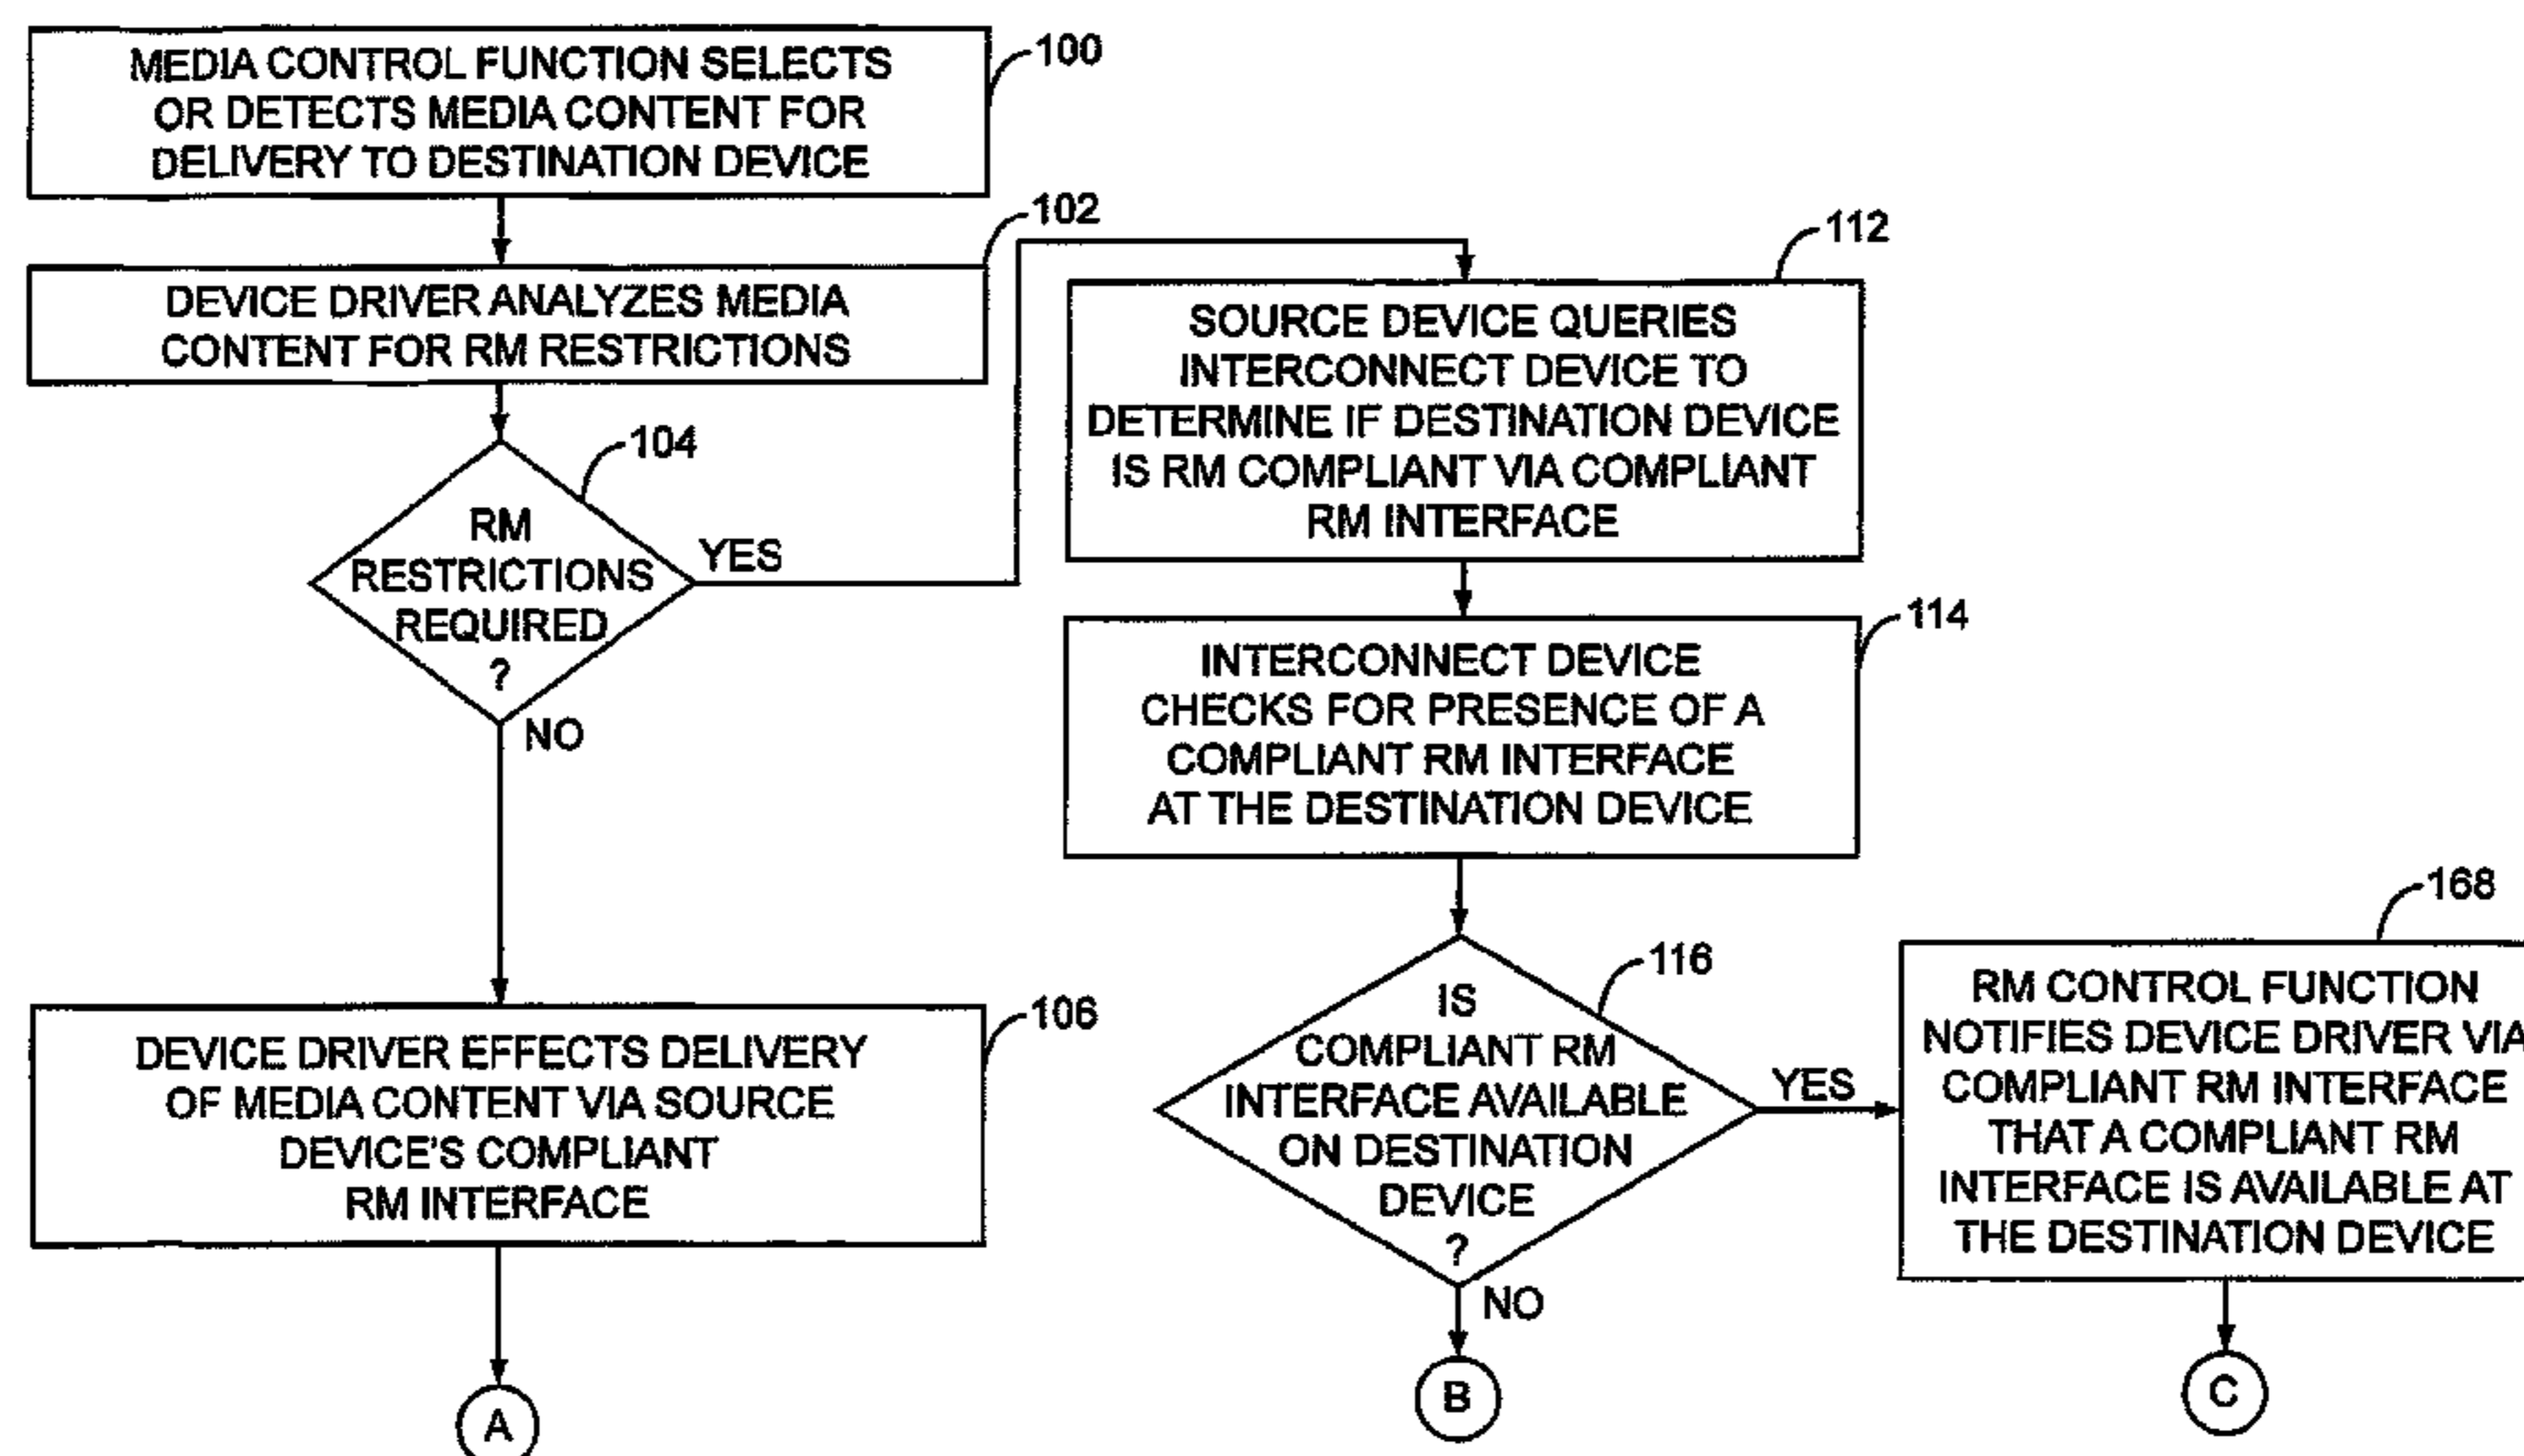 MEDIA CONTROL FUNCTION SELECTS
OR DETECTS MEDIA CONTENT FOR
DELIVERY TO DESTINATION DEVICE
100
DEVICE DRIVER ANALYZES MEDIA
CONTENT FOR RM RESTRICTIONS
102
RM
RESTRICTIONS
REQUIRED
?
104
YES
NO
DEVICE DRIVER EFFECTS DELIVERY
OF MEDIA CONTENT VIA SOURCE
DEVICE'S COMPLIANT
RM INTERFACE
106
A
SOURCE DEVICE QUERIES
INTERCONNECT DEVICE TO
DETERMINE IF DESTINATION DEVICE
IS RM COMPLIANT VIA COMPLIANT
RM INTERFACE
112
INTERCONNECT DEVICE
CHECKS FOR PRESENCE OF A
COMPLIANT RM INTERFACE
AT THE DESTINATION DEVICE
114
IS
COMPLIANT RM
INTERFACE AVAILABLE
ON DESTINATION
DEVICE
?
116
YES
NO
B
RM CONTROL FUNCTION
NOTIFIES DEVICE DRIVER VIA
COMPLIANT RM INTERFACE
THAT A COMPLIANT RM
INTERFACE IS AVAILABLE AT
THE DESTINATION DEVICE
168
C